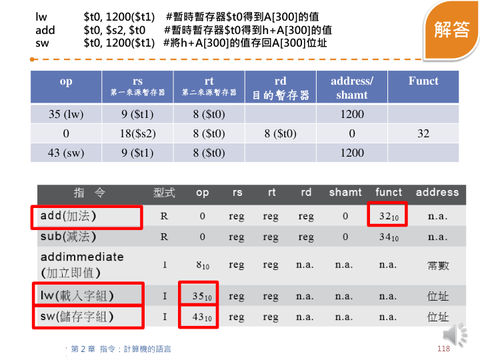 lw $t0, 1200($t1) #暫時暫存器$t0得到A[300]的值
add $t0, $s2, $t0 #暫時暫存器$t0得到h+A[300]的值
sw $t0, 1200($t1) #將h+A[300]的值存回A[300]位址
解答
op rs rt rd address/ Funct
第一來源暫存器 第二來源暫存器 目的暫存器 shamt
35 (lw) 9 ($t1) 8 ($t0) 1200
0 18($s2) 8 ($t0) 8 ($t0) 0 32
43 (sw) 9 ($t1) 8 ($t0) 1200
指 令 型式 op rs rt rd shamt funct address
add(加法) R 0 reg reg reg 0 32₁₀ n.a.
sub(減法) R 0 reg reg reg 0 34₁₀ n.a.
addimmediate
(加立即值) I 8₁₀ reg reg n.a. n.a. n.a. 常數
lw(載入字組) I 35₁₀ reg reg n.a. n.a. n.a. 位址
sw(儲存字組) I 43₁₀ reg reg n.a. n.a. n.a. 位址
第 2 章 指令：計算機的語言
118